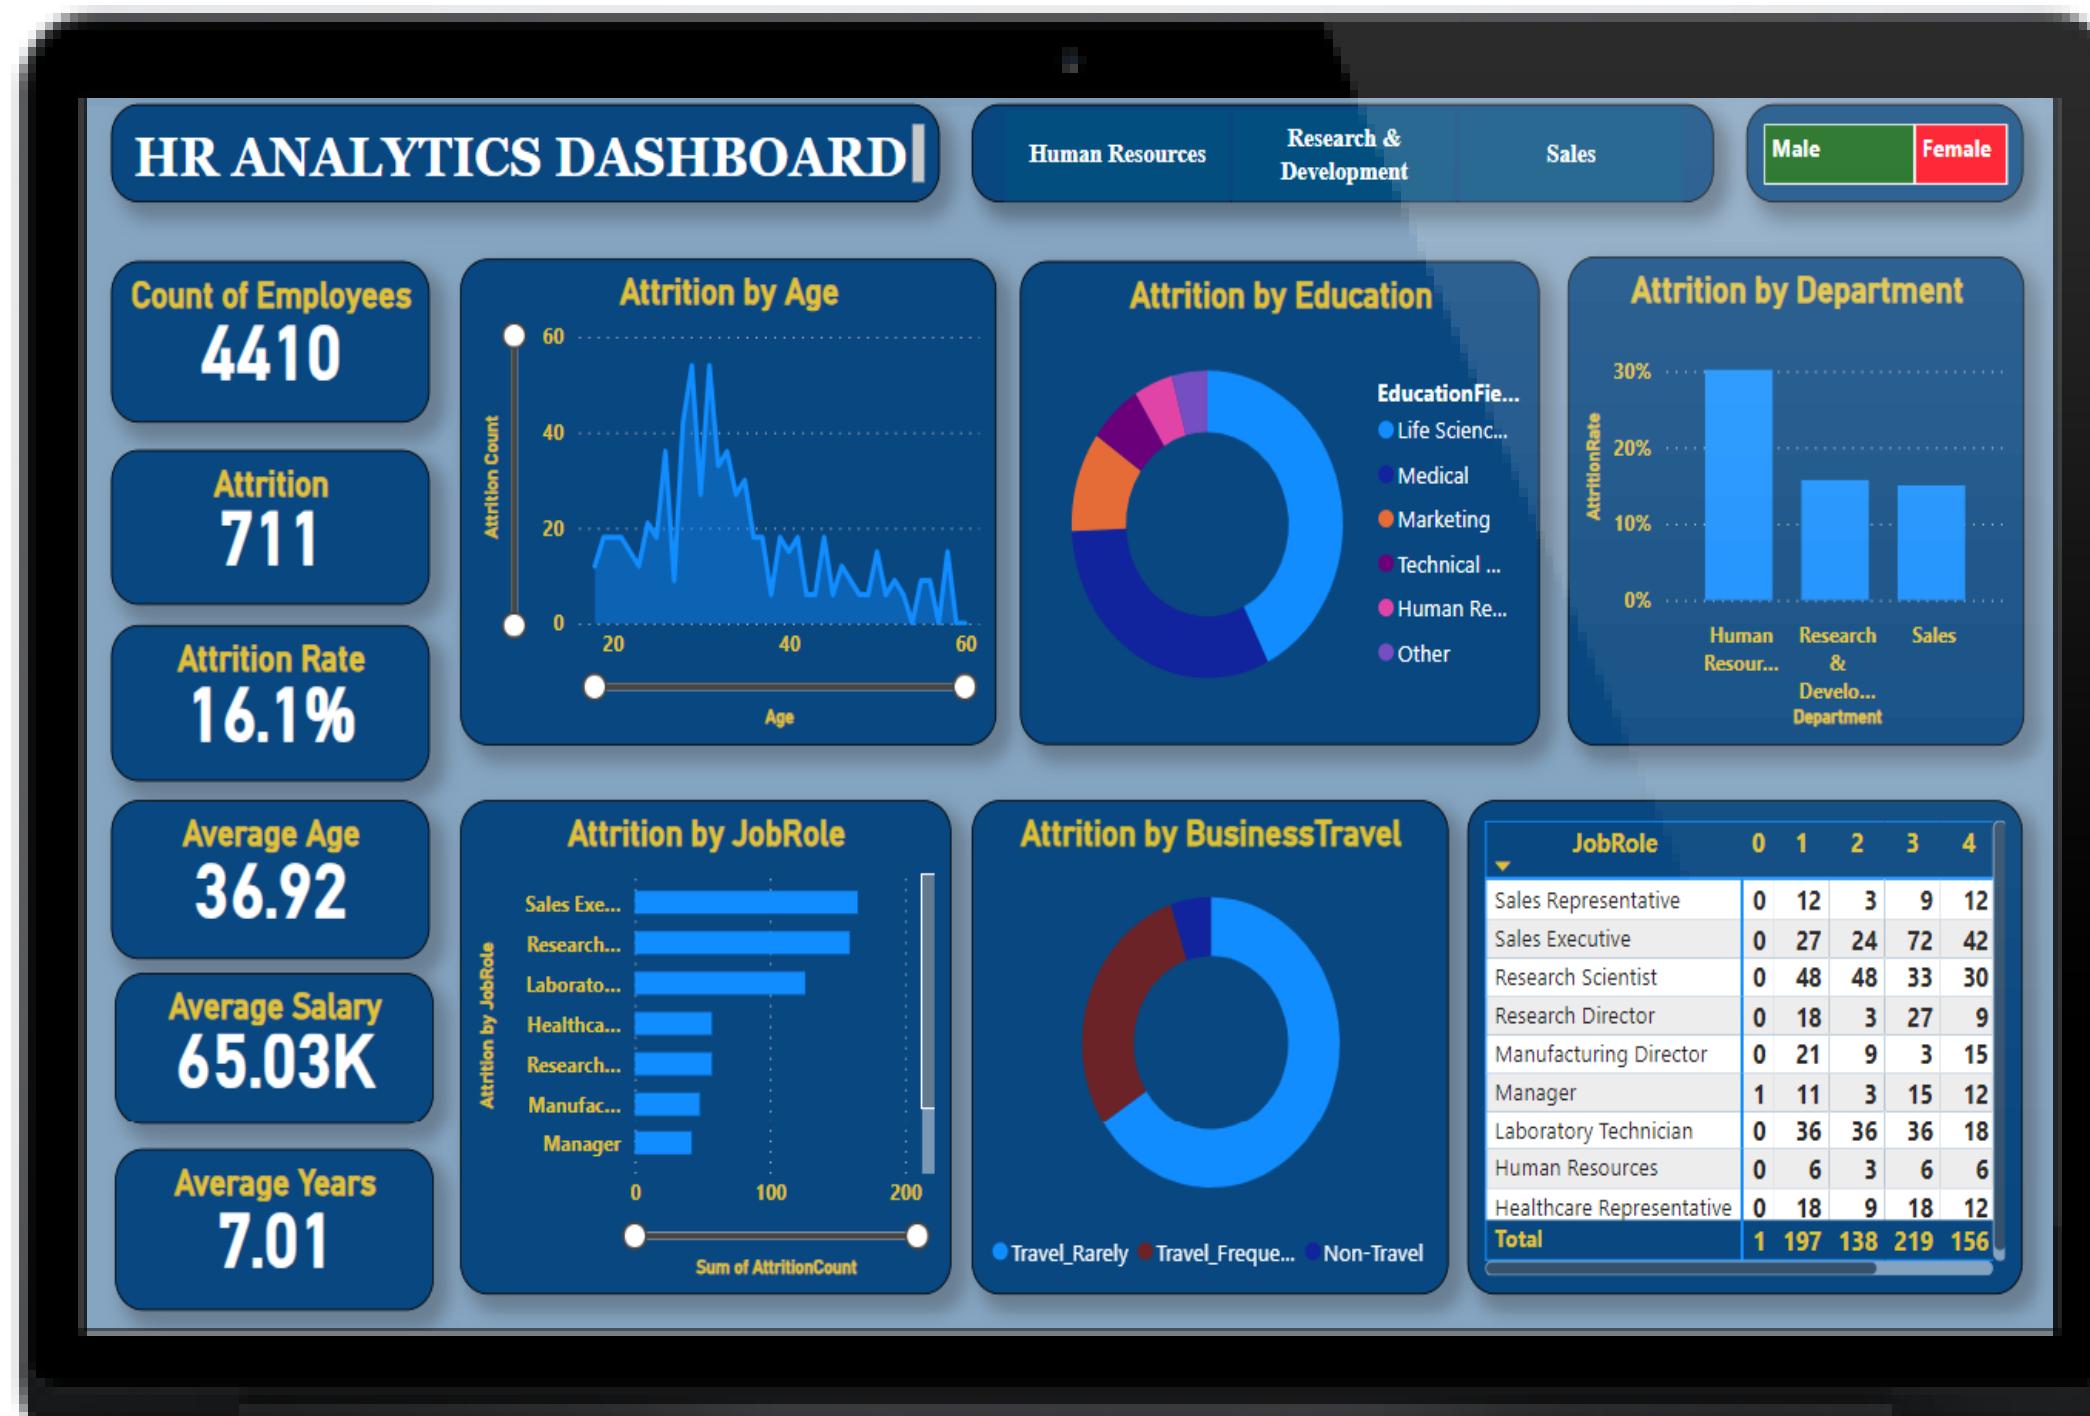 HR ANALYTICS DASHBOARD
Human Resources
Research &
Development
Sales
Male
Female
Count of Employees
4410
Attrition
711
Attrition Rate
16.1%
Average Age
36.92
Average Salary
65.03K
Average Years
7.01
Attrition by Age
Attrition Count
60
40
20
0
20 40 60
Age
Attrition by Education
EducationFie...
Life Scienc...
Medical
Marketing
Technical ...
Human Re...
Other
Attrition by Department
AttritionRate
30%
20%
10%
0%
Human
Resour...
Research
&
Develo...
Sales
Department
Attrition by JobRole
Attrition by JobRole
Sales Exe...
Research...
Laborato...
Healthca...
Research...
Manufac...
Manager
0 100 200
Sum of AttritionCount
Attrition by BusinessTravel
Travel_Rarely Travel_Freque... Non-Travel
JobRole 0 1 2 3 4
Sales Representative 0 12 3 9 12
Sales Executive 0 27 24 72 42
Research Scientist 0 48 48 33 30
Research Director 0 18 3 27 9
Manufacturing Director 0 21 9 3 15
Manager 1 11 3 15 12
Laboratory Technician 0 36 36 36 18
Human Resources 0 6 3 6 6
Healthcare Representative 0 18 9 18 12
Total 1 197 138 219 156